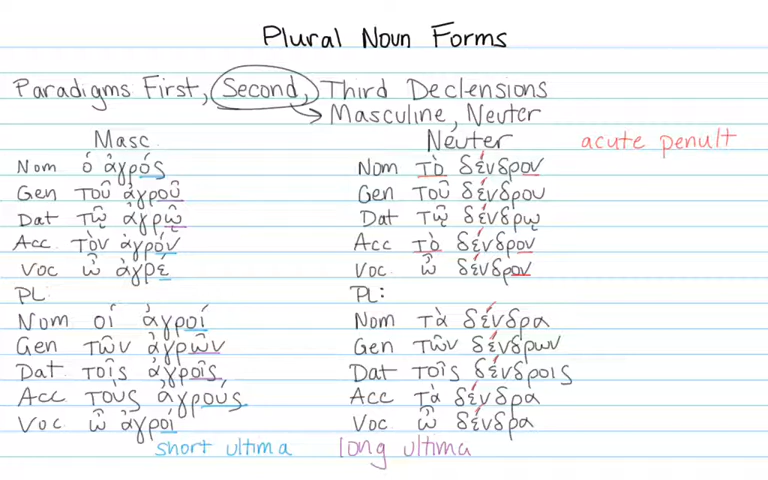 Plural Noun Forms
Paradigms First, Second, Third Declensions
Masculine, Neuter
Masc.
Nom ὁ ἀγρός
Gen τοῦ ἀγροῦ
Dat τῷ ἀγρῷ
Acc. τὸν ἀγρόν
Voc ὦ ἀγρέ
PL:
Nom οἱ ἀγροί
Gen τῶν ἀγρῶν
Dat τοῖς ἀγροῖς
Acc τοὺς ἀγρούς
Voc. ὦ ἀγροί
Neuter
acute penult
Nom τὸ δένδρον
Gen τοῦ δένδρου
Dat τῷ δένδρῳ
Acc τὸ δένδρον
Voc ὦ δένδρον
PL:
Nom τὰ δένδρα
Gen τῶν δένδρων
Dat τοῖς δένδροις
Acc τὰ δένδρα
Voc ὦ δένδρα
short ultima
long ultima